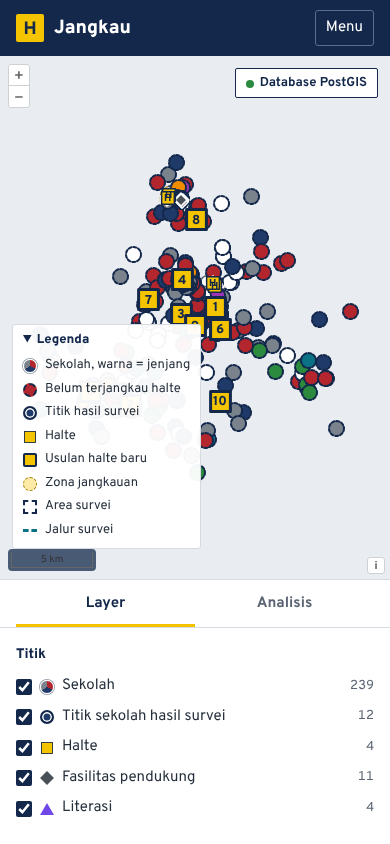 H Jangkau
Menu
+
−
Database PostGIS
H
8
4
H
7
1
3
6
10
▼ Legenda
Sekolah, warna = jenjang
Belum terjangkau halte
Titik hasil survei
Halte
Usulan halte baru
Zona jangkauan
Area survei
Jalur survei
5 km
i
Layer
Analisis
Titik
Sekolah 239
Titik sekolah hasil survei 12
Halte 4
Fasilitas pendukung 11
Literasi 4